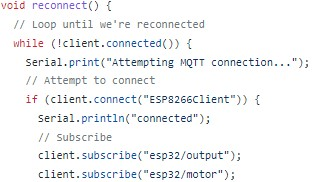 void reconnect() {
// Loop until we're reconnected
while (!client.connected()) {
Serial.print("Attempting MQTT connection...");
// Attempt to connect
if (client.connect("ESP8266Client")) {
Serial.println("connected");
// Subscribe
client.subscribe("esp32/output");
client.subscribe("esp32/motor");